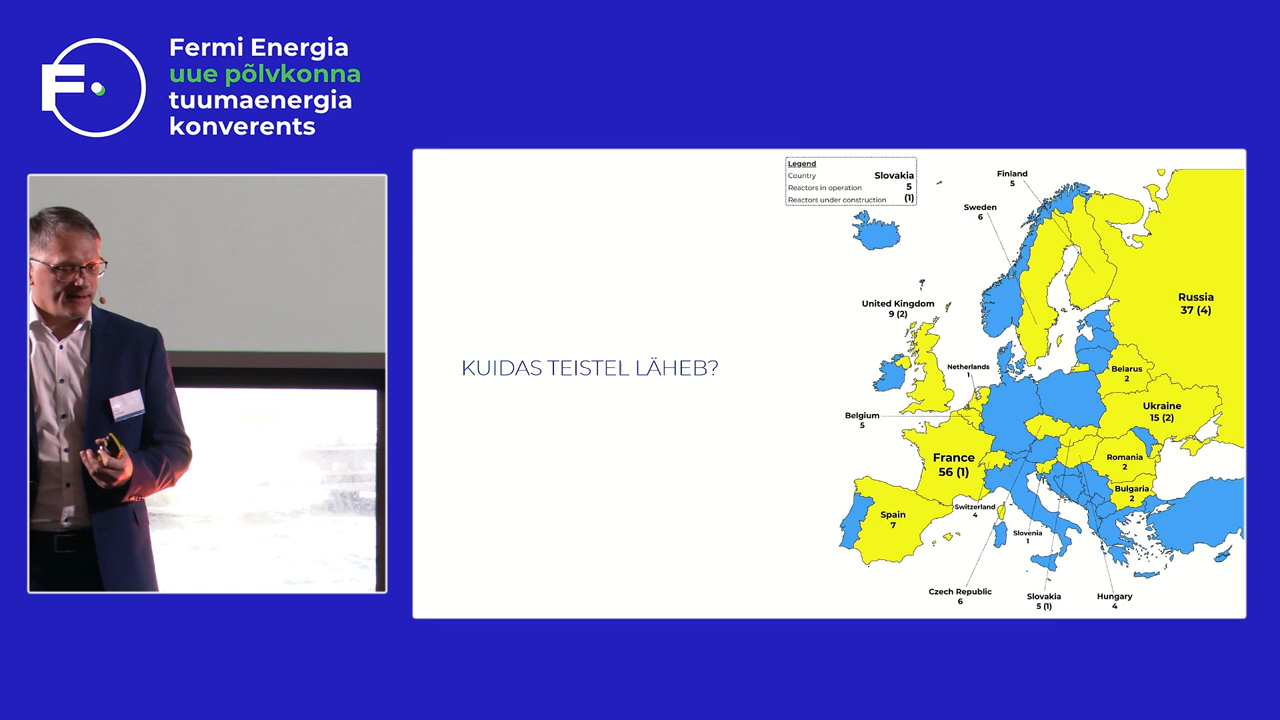 Fermi Energia
uue põlvkonna
tuumaenergia
konverents
KUIDAS TEISTEL LÄHEB?
Legend
Country Slovakia
Reactors in operation 5
Reactors under construction (1)
Finland
5
Sweden
6
Russia
37 (4)
United Kingdom
9 (2)
Netherlands
1
Belarus
2
Belgium
5
Ukraine
15 (2)
France
56 (1)
Romania
2
Bulgaria
2
Spain
7
Switzerland
4
Slovenia
1
Czech Republic
6
Slovakia
5 (1)
Hungary
4